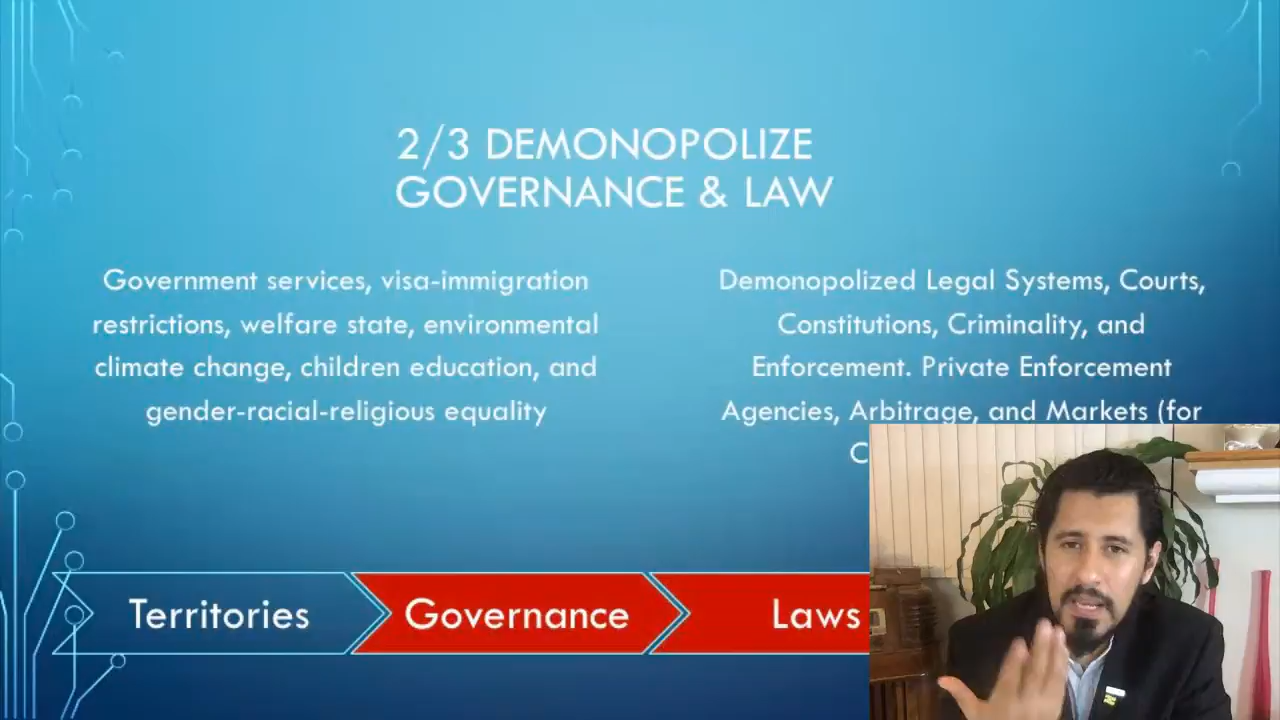 2/3 DEMONOPOLIZE
GOVERNANCE & LAW
Government services, visa-immigration
restrictions, welfare state, environmental
climate change, children education, and
gender-racial-religious equality
Demonopolized Legal Systems, Courts,
Constitutions, Criminality, and
Enforcement. Private Enforcement
Agencies, Arbitrage, and Markets (for
Territories
Governance
Laws